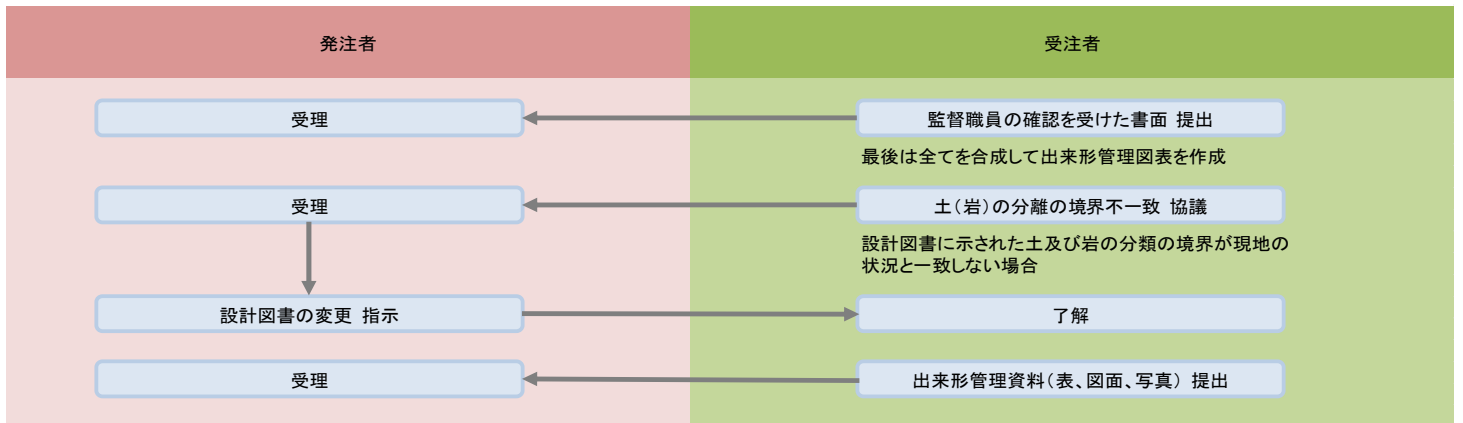 発注者
受注者
受理
監督職員の確認を受けた書面 提出
最後は全てを合成して出来形管理図表を作成
受理
土(岩)の分離の境界不一致 協議
設計図書に示された土及び岩の分類の境界が現地の
状況と一致しない場合
設計図書の変更 指示
了解
受理
出来形管理資料(表、図面、写真) 提出